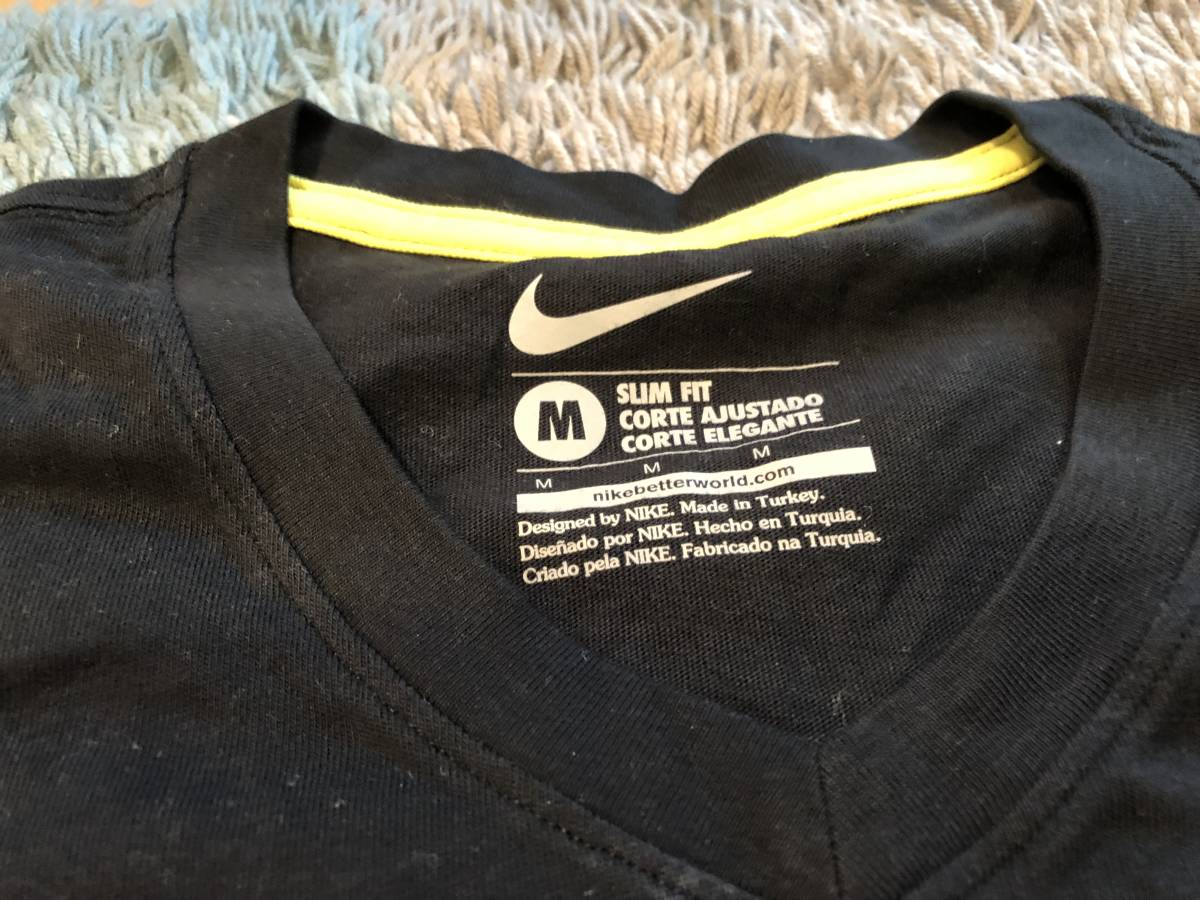 M
SLIM FIT
CORTE AJUSTADO
CORTE ELEGANTE
M M M
nikebetterworld.com
Designed by NIKE. Made in Turkey.
Diseñado por NIKE. Hecho en Turquia.
Criado pela NIKE. Fabricado na Turquia.